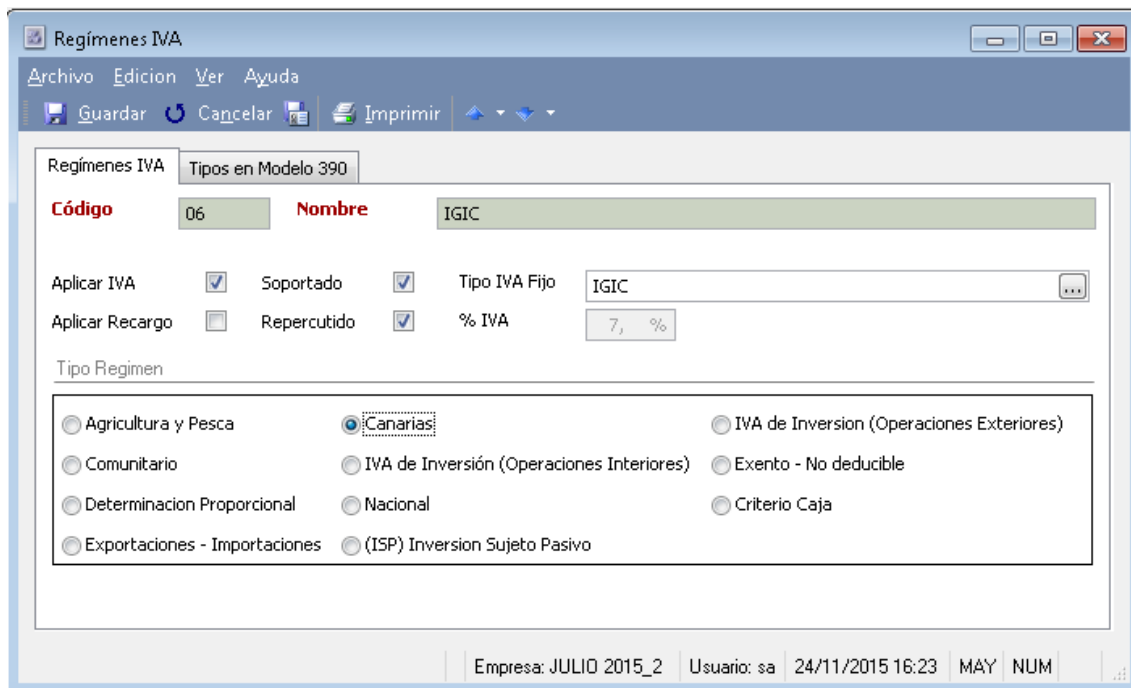 Regímenes IVA
Archivo Edicion Ver Ayuda
Guardar Cancelar Imprimir
Regímenes IVA Tipos en Modelo 390
Código 06 Nombre IGIC
Aplicar IVA Soportado Tipo IVA Fijo IGIC ...
Aplicar Recargo Repercutido % IVA 7, %
Tipo Regimen
Agricultura y Pesca Canarias IVA de Inversion (Operaciones Exteriores)
Comunitario IVA de Inversión (Operaciones Interiores) Exento - No deducible
Determinacion Proporcional Nacional Criterio Caja
Exportaciones - Importaciones (ISP) Inversion Sujeto Pasivo
Empresa: JULIO 2015_2 Usuario: sa 24/11/2015 16:23 MAY NUM